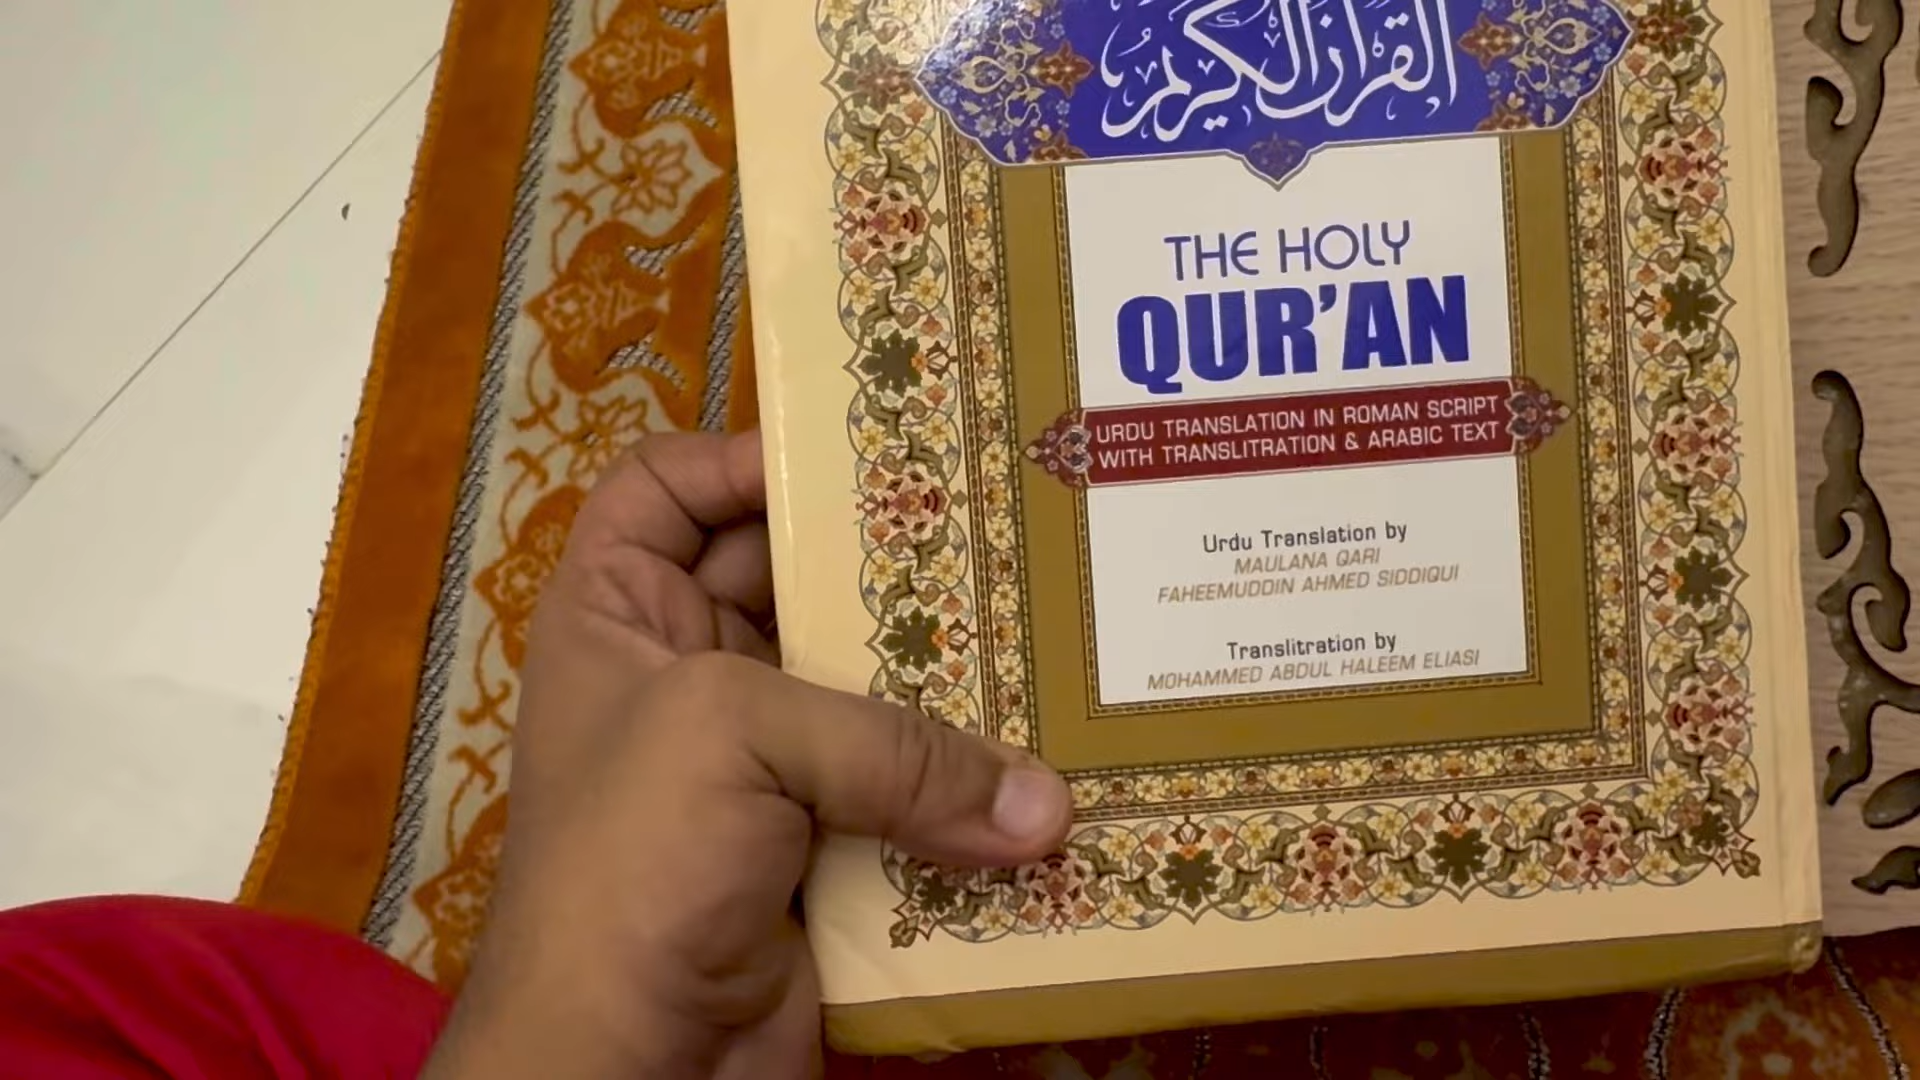 القرآن الكريم
THE HOLY
QUR'AN
URDU TRANSLATION IN ROMAN SCRIPT
WITH TRANSLITRATION & ARABIC TEXT
Urdu Translation by
MAULANA QARI
FAHEEMUDDIN AHMED SIDDIQUI
Translitration by
MOHAMMED ABDUL HALEEM ELIASI